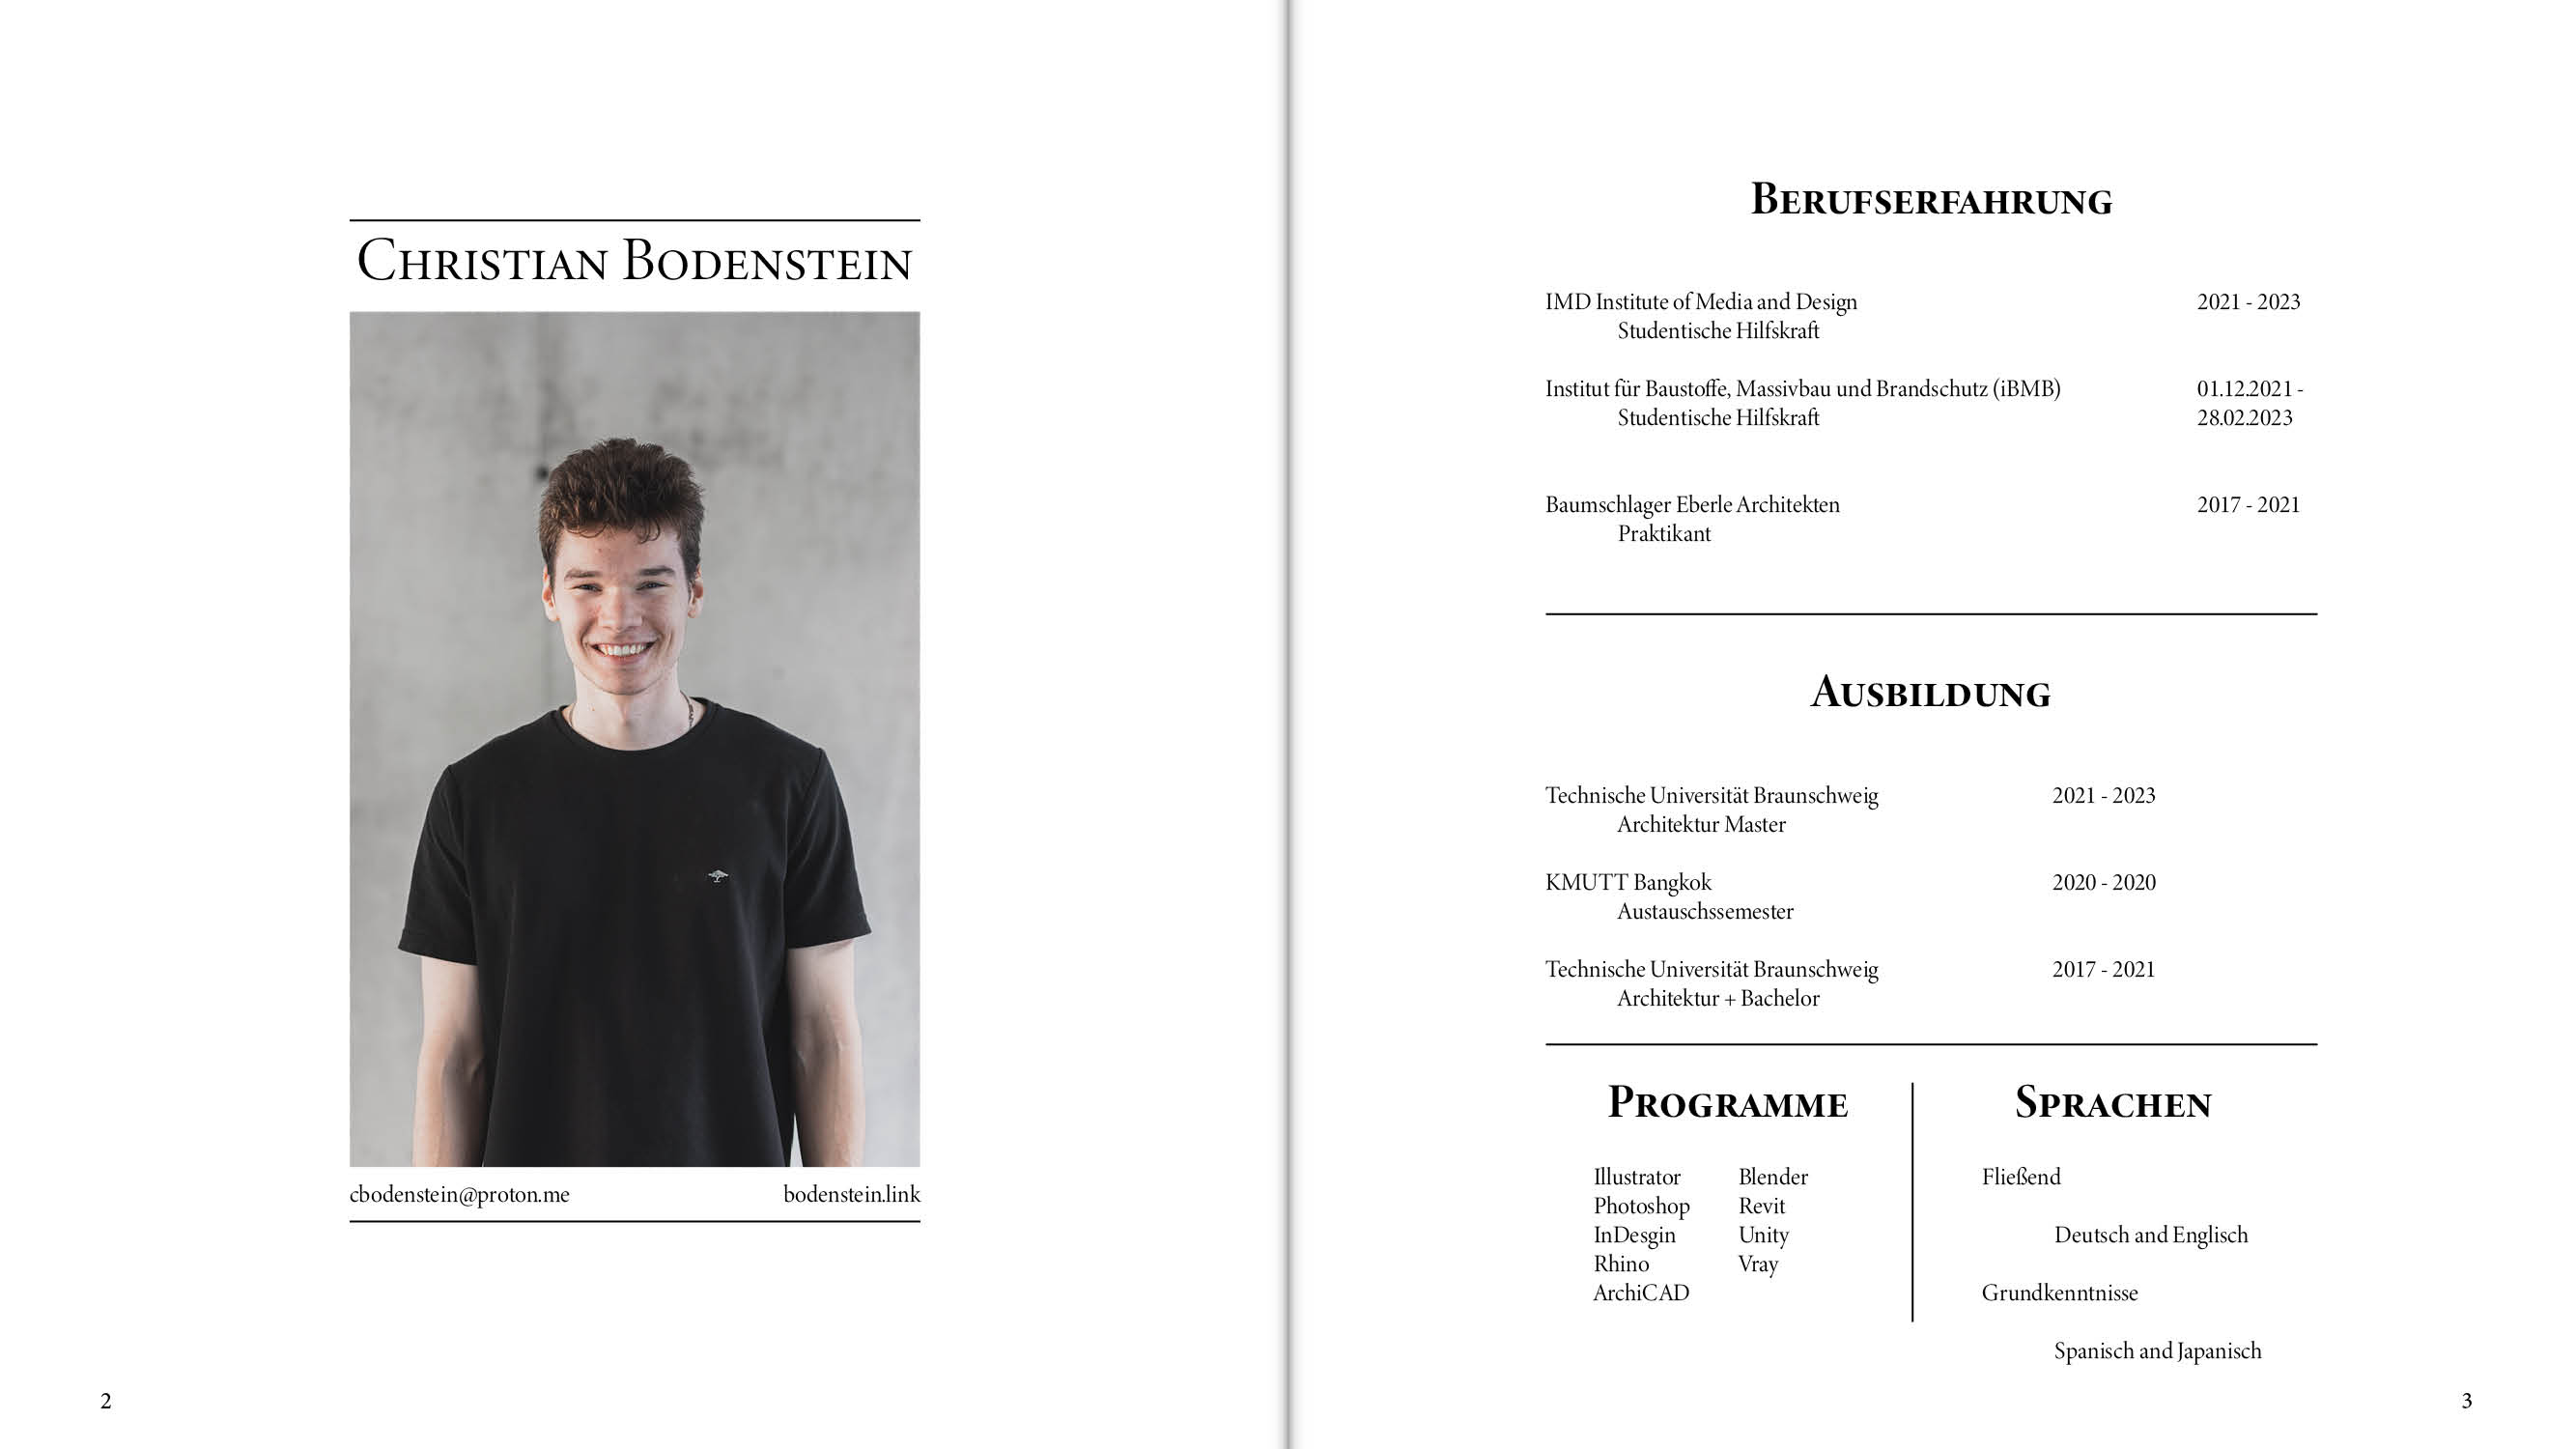 Christian Bodenstein
cbodenstein@proton.me bodenstein.link
2
Berufserfahrung
IMD Institute of Media and Design 2021 - 2023
Studentische Hilfskraft
Institut für Baustoffe, Massivbau und Brandschutz (iBMB) 01.12.2021 -
Studentische Hilfskraft 28.02.2023
Baumschlager Eberle Architekten 2017 - 2021
Praktikant
Ausbildung
Technische Universität Braunschweig 2021 - 2023
Architektur Master
KMUTT Bangkok 2020 - 2020
Austauschssemester
Technische Universität Braunschweig 2017 - 2021
Architektur + Bachelor
Programme
Illustrator Blender
Photoshop Revit
InDesgin Unity
Rhino Vray
ArchiCAD
Sprachen
Fließend
Deutsch and Englisch
Grundkenntnisse
Spanisch and Japanisch
3